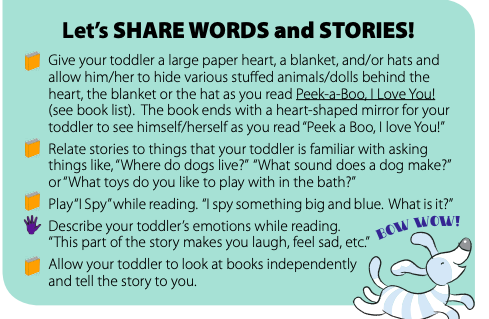 Let's SHARE WORDS and STORIES!
Give your toddler a large paper heart, a blanket, and/or hats and
allow him/her to hide various stuffed animals/dolls behind the
heart, the blanket or the hat as you read Peek-a-Boo, I Love You!
(see book list). The book ends with a heart-shaped mirror for your
toddler to see himself/herself as you read "Peek a Boo, I love You!"
Relate stories to things that your toddler is familiar with asking
things like, "Where do dogs live?" "What sound does a dog make?"
or "What toys do you like to play with in the bath?"
Play "I Spy" while reading. "I spy something big and blue. What is it?"
Describe your toddler's emotions while reading.
"This part of the story makes you laugh, feel sad, etc."
BOW WOW!
Allow your toddler to look at books independently
and tell the story to you.